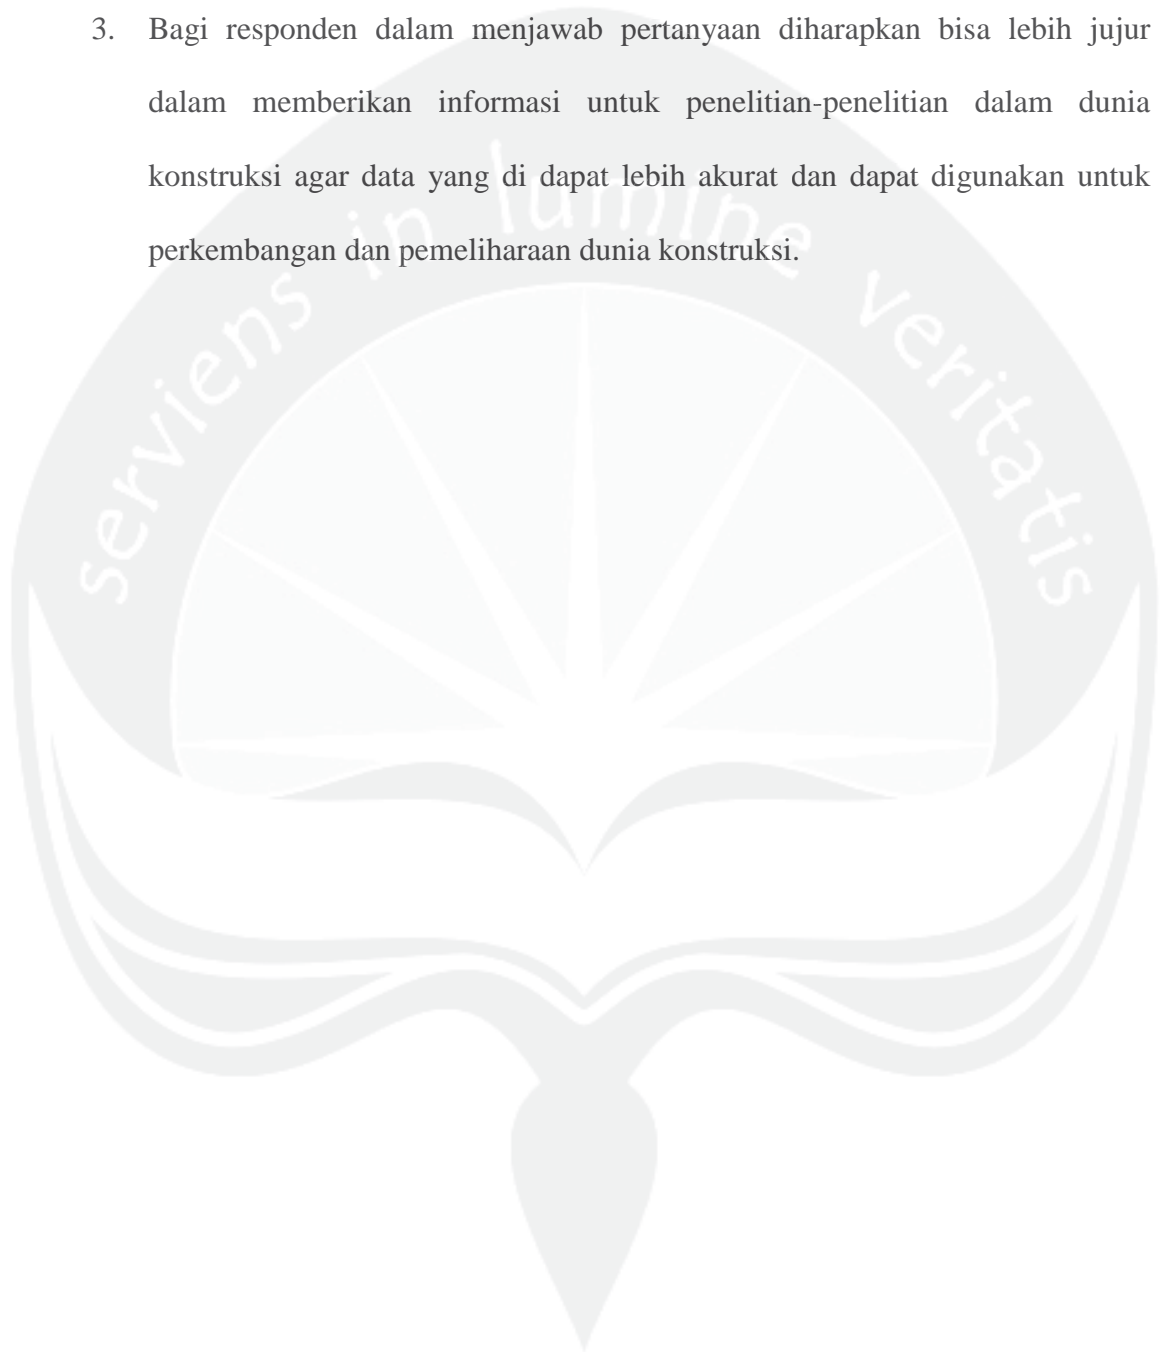 3. Bagi responden dalam menjawab pertanyaan diharapkan bisa lebih jujur
dalam memberikan informasi untuk penelitian-penelitian dalam dunia
konstruksi agar data yang di dapat lebih akurat dan dapat digunakan untuk
perkembangan dan pemeliharaan dunia konstruksi.
serviens in lumine veritatis